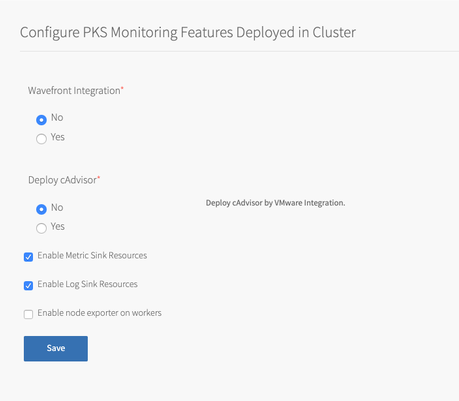 Configure PKS Monitoring Features Deployed in Cluster
Wavefront Integration*
No
Yes
Deploy cAdvisor*
No
Deploy cAdvisor by VMware Integration.
Yes
Enable Metric Sink Resources
Enable Log Sink Resources
Enable node exporter on workers
Save